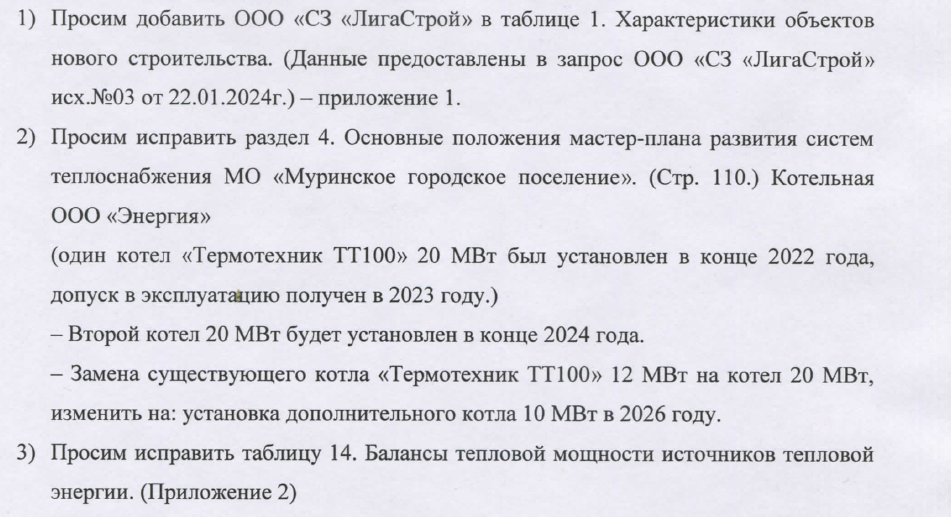 1) Просим добавить ООО «СЗ «ЛигаСтрой» в таблице 1. Характеристики объектов
нового строительства. (Данные предоставлены в запрос ООО «СЗ «ЛигаСтрой»
исх.№03 от 22.01.2024г.) – приложение 1.
2) Просим исправить раздел 4. Основные положения мастер-плана развития систем
теплоснабжения МО «Муринское городское поселение». (Стр. 110.) Котельная
ООО «Энергия»
(один котел «Термотехник ТТ100» 20 МВт был установлен в конце 2022 года,
допуск в эксплуатацию получен в 2023 году.)
– Второй котел 20 МВт будет установлен в конце 2024 года.
– Замена существующего котла «Термотехник ТТ100» 12 МВт на котел 20 МВт,
изменить на: установка дополнительного котла 10 МВт в 2026 году.
3) Просим исправить таблицу 14. Балансы тепловой мощности источников тепловой
энергии. (Приложение 2)